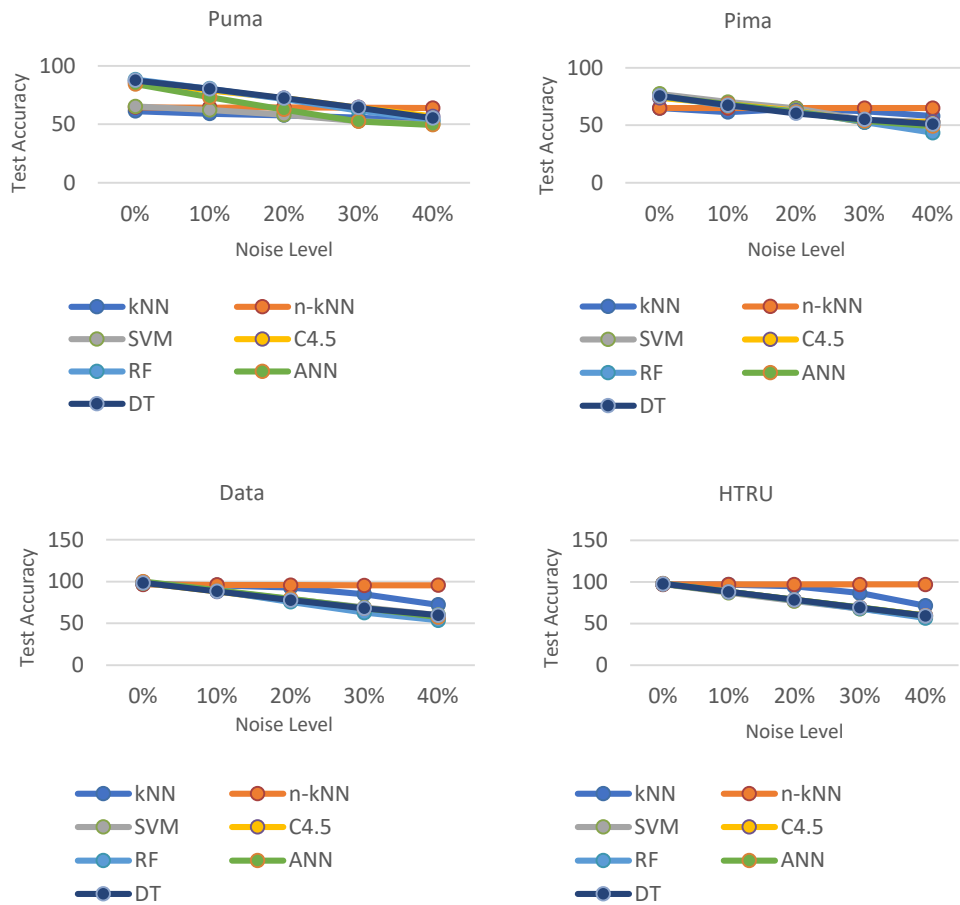 Puma
100
50
0
Test Accuracy
0% 10% 20% 30% 40%
Noise Level
kNN n-kNN
SVM C4.5
RF ANN
DT
Pima
100
50
0
Test Accuracy
0% 10% 20% 30% 40%
Noise Level
kNN n-kNN
SVM C4.5
RF ANN
DT
Data
150
100
50
0
Test Accuracy
0% 10% 20% 30% 40%
Noise Level
kNN n-kNN
SVM C4.5
RF ANN
DT
HTRU
150
100
50
0
Test Accuracy
0% 10% 20% 30% 40%
Noise Level
kNN n-kNN
SVM C4.5
RF ANN
DT